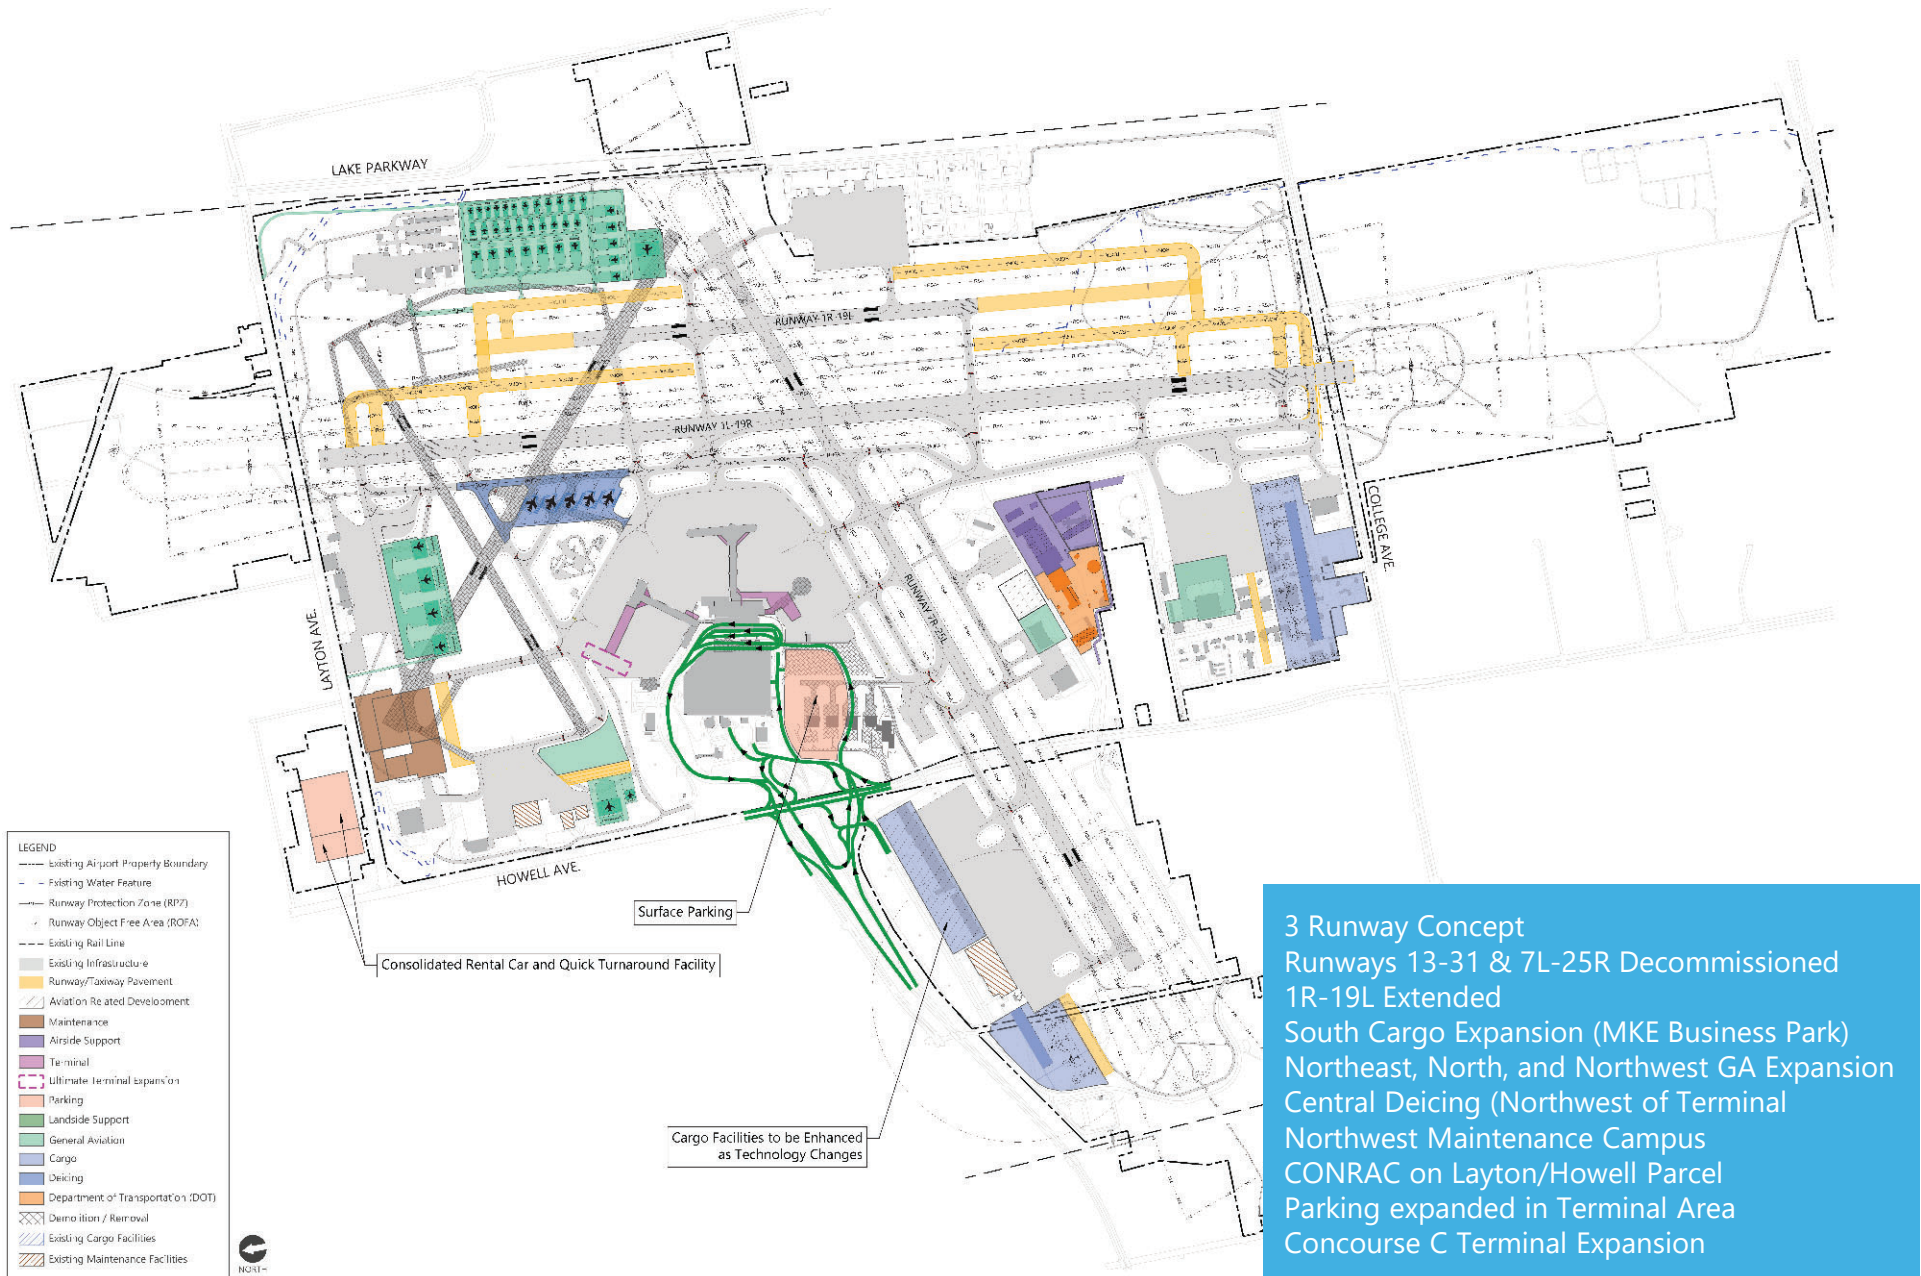 LAKE PARKWAY
RUNWAY 1R-19L
RUNWAY 1L-19R
RUNWAY 7R-25L
LAYTON AVE.
COLLEGE AVE.
HOWELL AVE.
Surface Parking
Consolidated Rental Car and Quick Turnaround Facility
Cargo Facilities to be Enhanced
as Technology Changes
LEGEND
Existing Airport Property Boundary
Existing Water Feature
Runway Protection Zone (RPZ)
Runway Object Free Area (ROFA)
Existing Rail Line
Existing Infrastructure
Runway/Taxiway Pavement
Aviation Related Development
Maintenance
Airside Support
Terminal
Ultimate Terminal Expansion
Parking
Landside Support
General Aviation
Cargo
Deicing
Department of Transportation (DOT)
Demolition / Removal
Existing Cargo Facilities
Existing Maintenance Facilities
NORTH
3 Runway Concept
Runways 13-31 & 7L-25R Decommissioned
1R-19L Extended
South Cargo Expansion (MKE Business Park)
Northeast, North, and Northwest GA Expansion
Central Deicing (Northwest of Terminal
Northwest Maintenance Campus
CONRAC on Layton/Howell Parcel
Parking expanded in Terminal Area
Concourse C Terminal Expansion